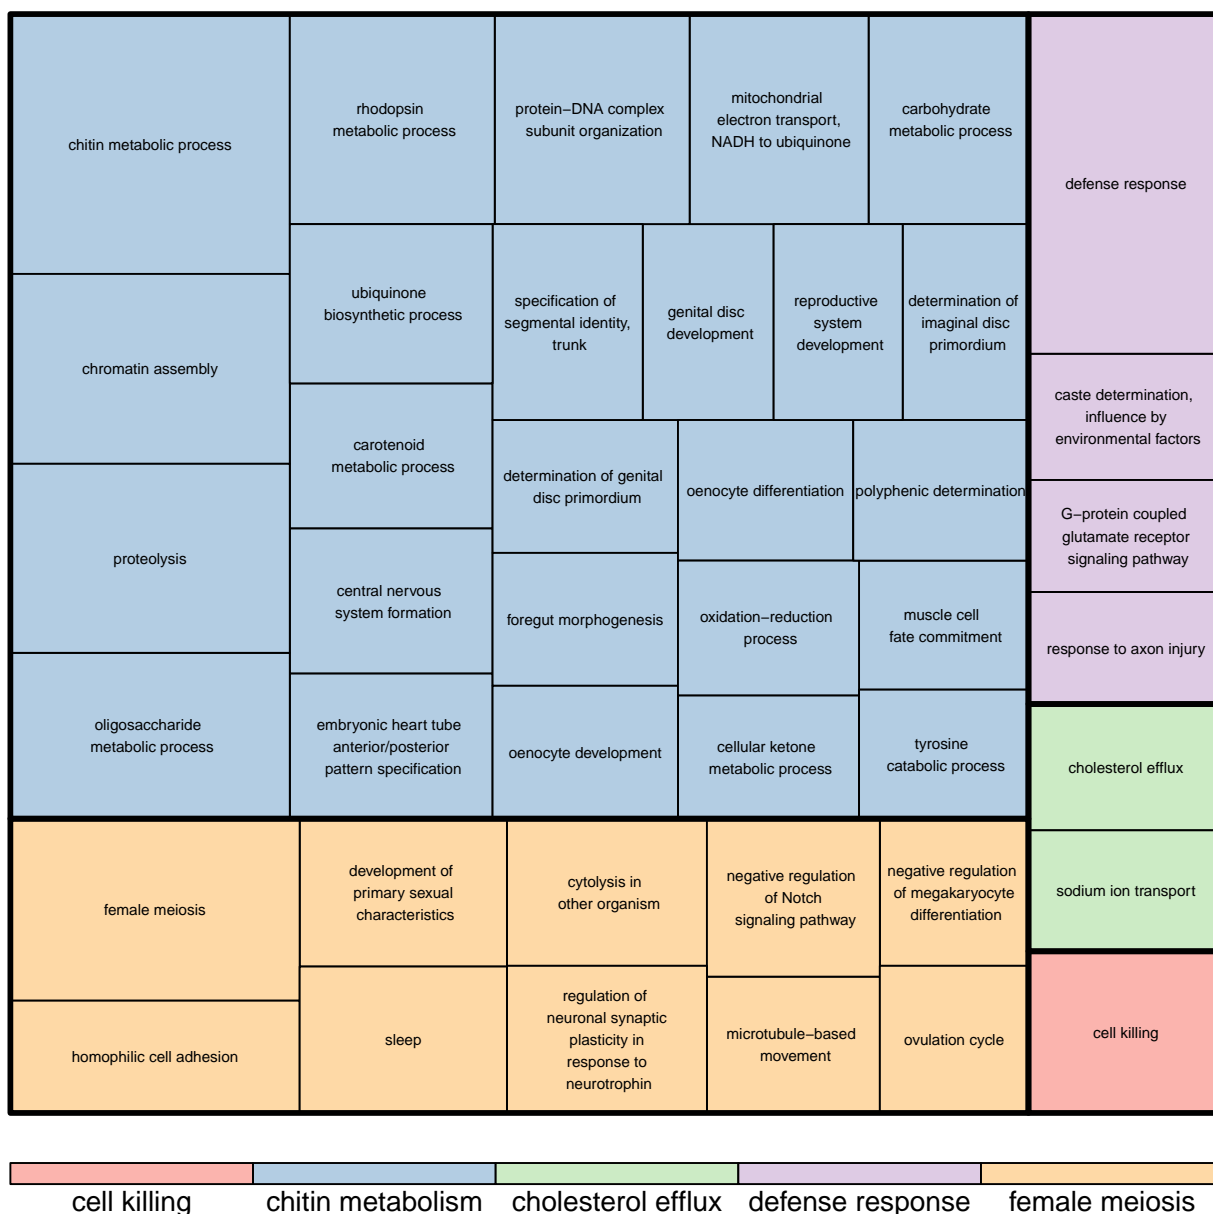 chitin metabolic process
rhodopsin
metabolic process
protein−DNA complex
subunit organization
mitochondrial
electron transport,
NADH to ubiquinone
carbohydrate
metabolic process
defense response
chromatin assembly
ubiquinone
biosynthetic process
specification of
segmental identity,
trunk
genital disc
development
reproductive
system
development
determination of
imaginal disc
primordium
caste determination,
influence by
environmental factors
carotenoid
metabolic process
determination of genital
disc primordium
oenocyte differentiation
polyphenic determination
G−protein coupled
glutamate receptor
signaling pathway
proteolysis
central nervous
system formation
foregut morphogenesis
oxidation−reduction
process
muscle cell
fate commitment
response to axon injury
oligosaccharide
metabolic process
embryonic heart tube
anterior/posterior
pattern specification
oenocyte development
cellular ketone
metabolic process
tyrosine
catabolic process
cholesterol efflux
female meiosis
development of
primary sexual
characteristics
cytolysis in
other organism
negative regulation
of Notch
signaling pathway
negative regulation
of megakaryocyte
differentiation
sodium ion transport
homophilic cell adhesion
sleep
regulation of
neuronal synaptic
plasticity in
response to
neurotrophin
microtubule−based
movement
ovulation cycle
cell killing
cell killing
chitin metabolism
cholesterol efflux
defense response
female meiosis